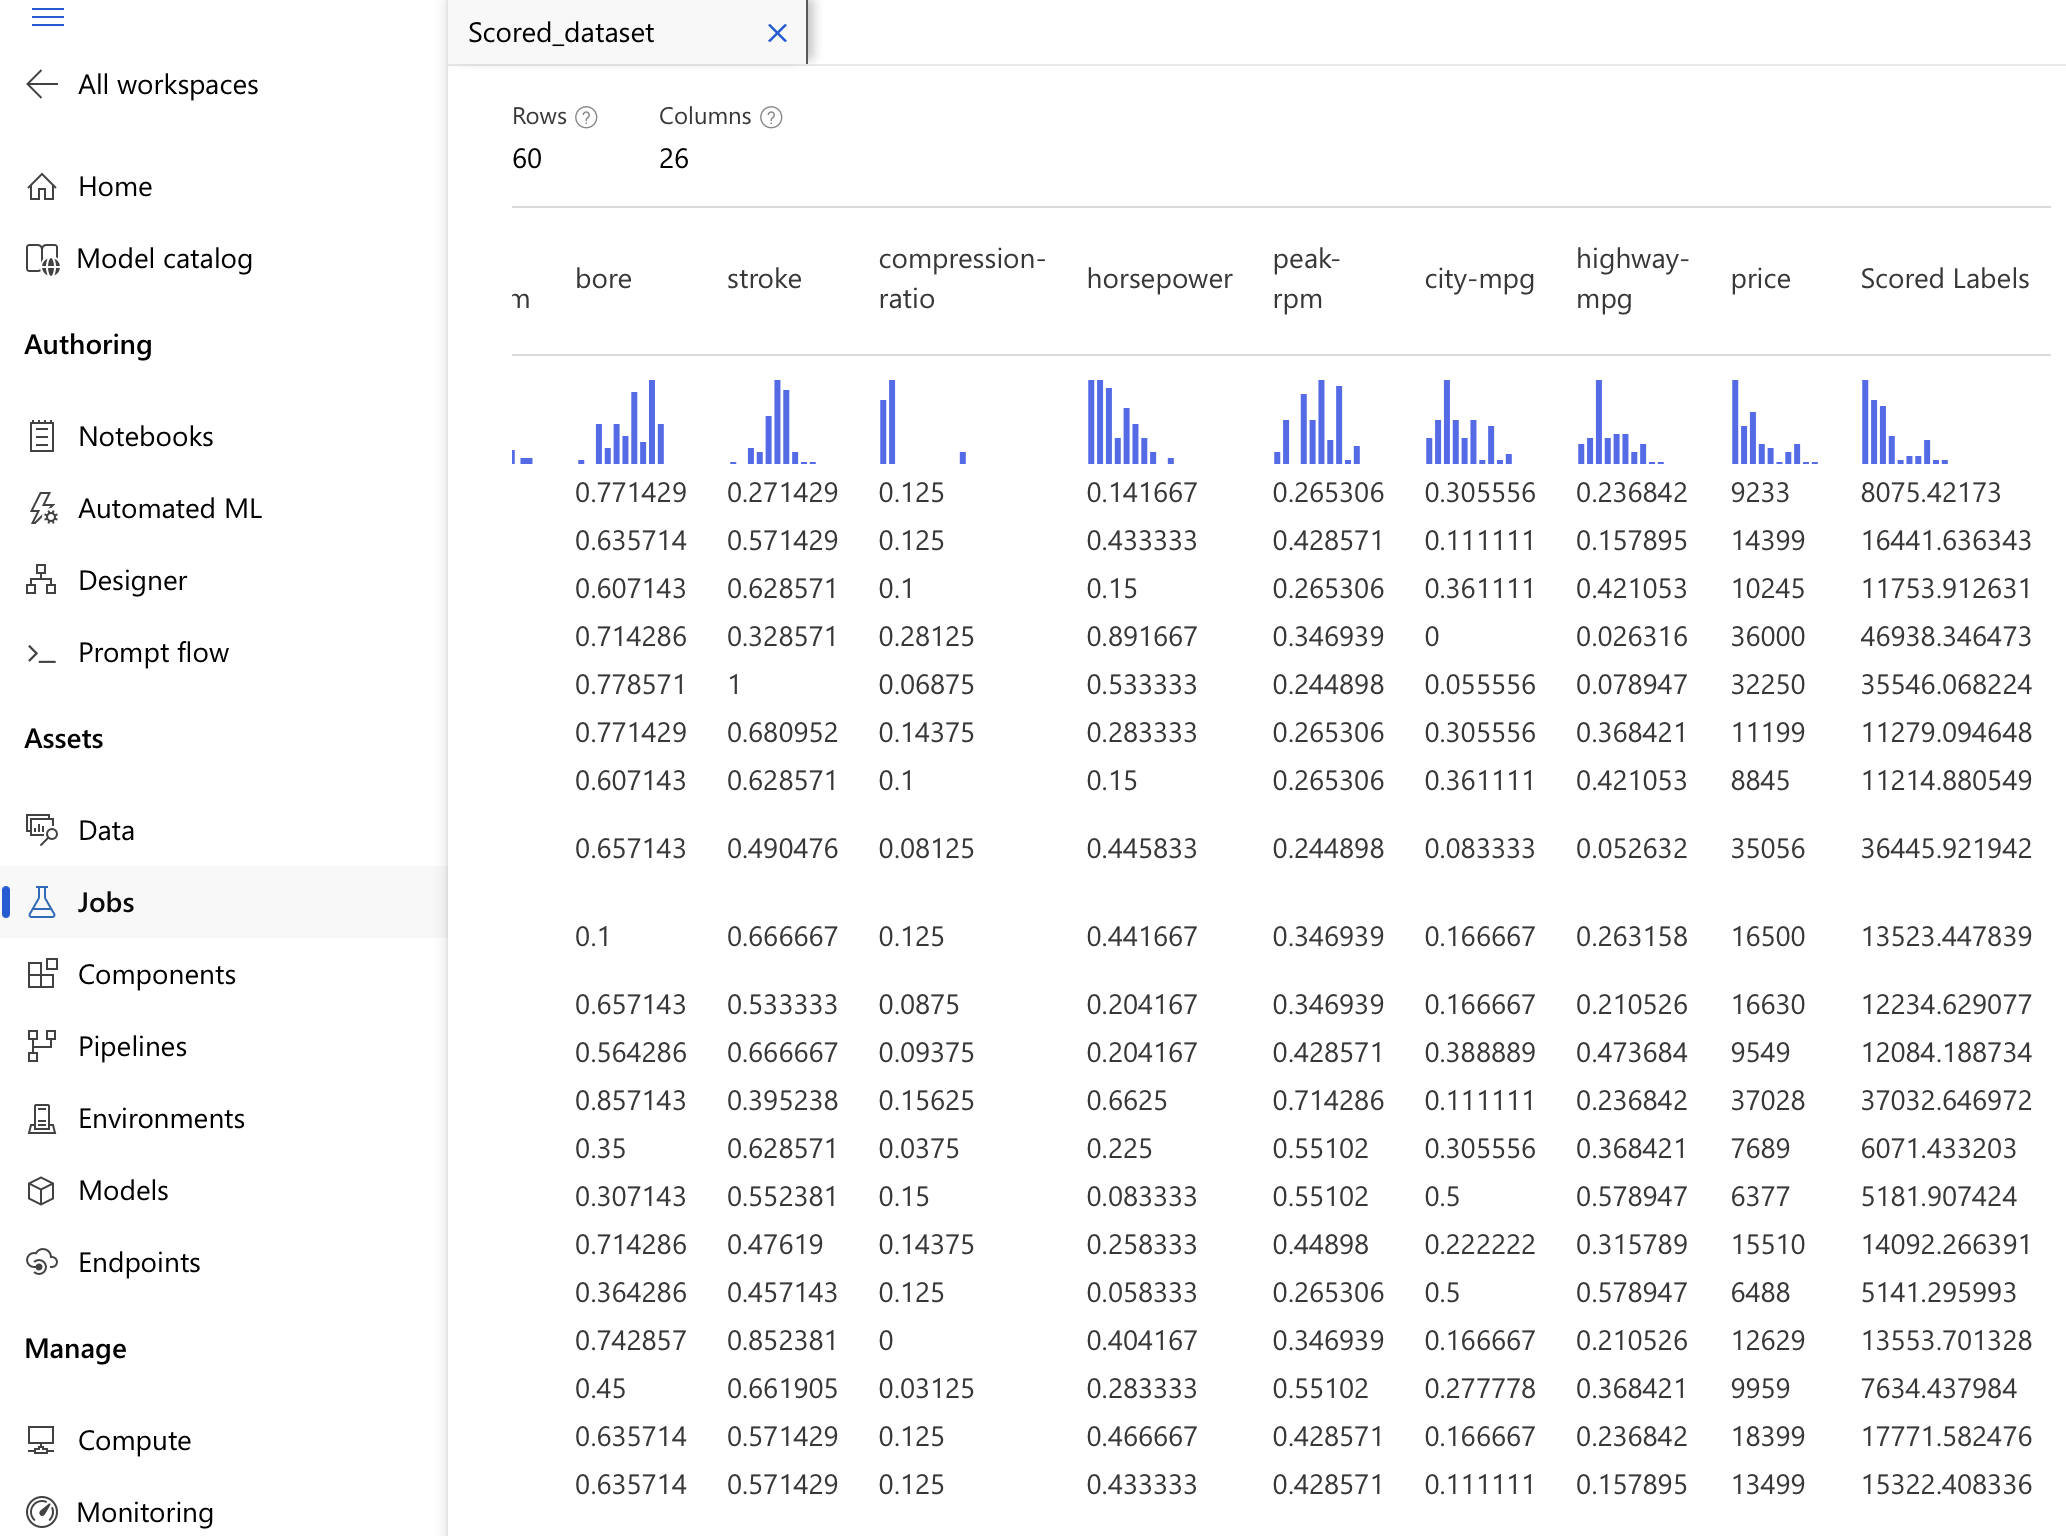 Scored_dataset
All workspaces
Home
Model catalog
Authoring
Notebooks
Automated ML
Designer
Prompt flow
Assets
Data
Jobs
Components
Pipelines
Environments
Models
Endpoints
Manage
Compute
Monitoring
Rows ? Columns ?
60 26
m bore stroke compression-ratio horsepower peak-rpm city-mpg highway-mpg price Scored Labels
0.771429 0.271429 0.125 0.141667 0.265306 0.305556 0.236842 9233 8075.42173
0.635714 0.571429 0.125 0.433333 0.428571 0.111111 0.157895 14399 16441.636343
0.607143 0.628571 0.1 0.15 0.265306 0.361111 0.421053 10245 11753.912631
0.714286 0.328571 0.28125 0.891667 0.346939 0 0.026316 36000 46938.346473
0.778571 1 0.06875 0.533333 0.244898 0.055556 0.078947 32250 35546.068224
0.771429 0.680952 0.14375 0.283333 0.265306 0.305556 0.368421 11199 11279.094648
0.607143 0.628571 0.1 0.15 0.265306 0.361111 0.421053 8845 11214.880549
0.657143 0.490476 0.08125 0.445833 0.244898 0.083333 0.052632 35056 36445.921942
0.1 0.666667 0.125 0.441667 0.346939 0.166667 0.263158 16500 13523.447839
0.657143 0.533333 0.0875 0.204167 0.346939 0.166667 0.210526 16630 12234.629077
0.564286 0.666667 0.09375 0.204167 0.428571 0.388889 0.473684 9549 12084.188734
0.857143 0.395238 0.15625 0.6625 0.714286 0.111111 0.236842 37028 37032.646972
0.35 0.628571 0.0375 0.225 0.55102 0.305556 0.368421 7689 6071.433203
0.307143 0.552381 0.15 0.083333 0.55102 0.5 0.578947 6377 5181.907424
0.714286 0.47619 0.14375 0.258333 0.44898 0.222222 0.315789 15510 14092.266391
0.364286 0.457143 0.125 0.058333 0.265306 0.5 0.578947 6488 5141.295993
0.742857 0.852381 0 0.404167 0.346939 0.166667 0.210526 12629 13553.701328
0.45 0.661905 0.03125 0.283333 0.55102 0.277778 0.368421 9959 7634.437984
0.635714 0.571429 0.125 0.466667 0.428571 0.166667 0.236842 18399 17771.582476
0.635714 0.571429 0.125 0.433333 0.428571 0.111111 0.157895 13499 15322.408336